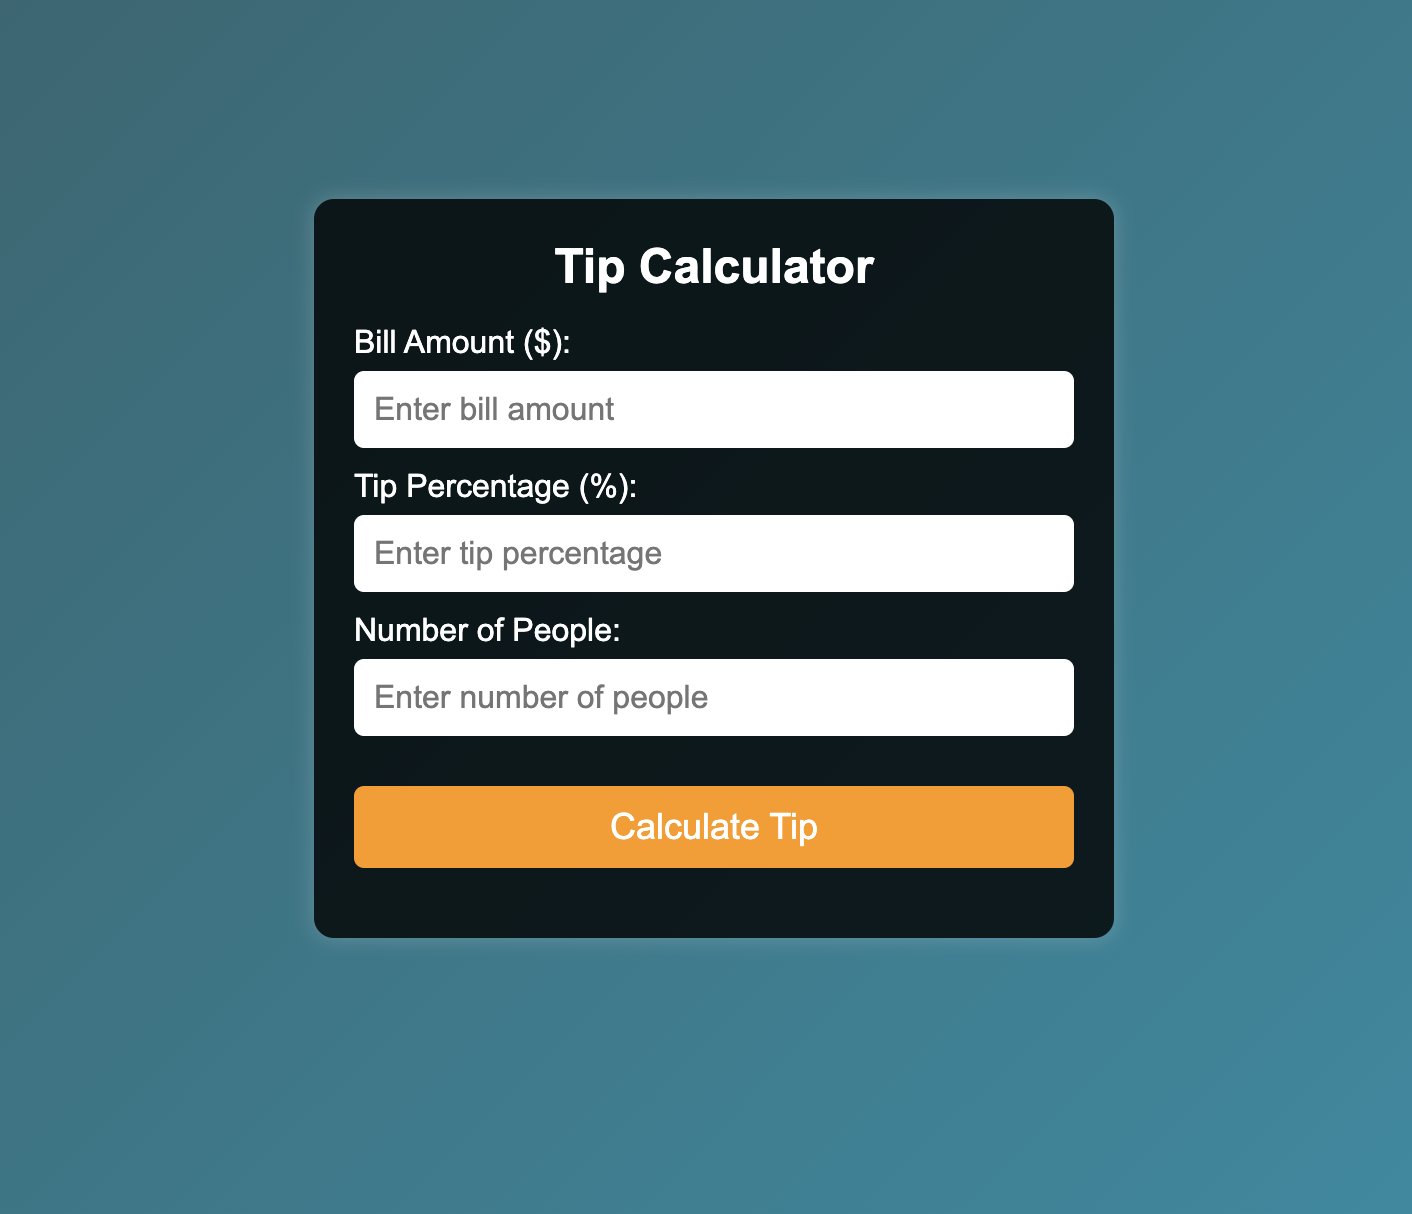 Tip Calculator
Bill Amount ($):
Enter bill amount
Tip Percentage (%):
Enter tip percentage
Number of People:
Enter number of people
Calculate Tip